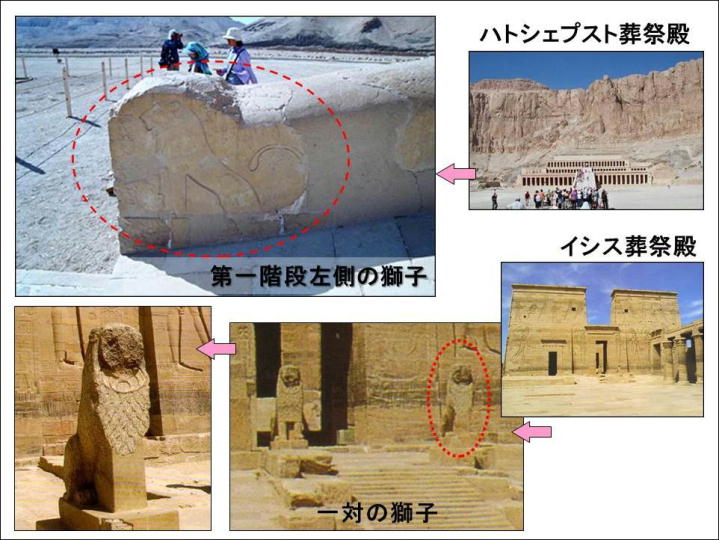 ハトシェプスト葬祭殿
第一階段左側の獅子
イシス葬祭殿
一対の獅子